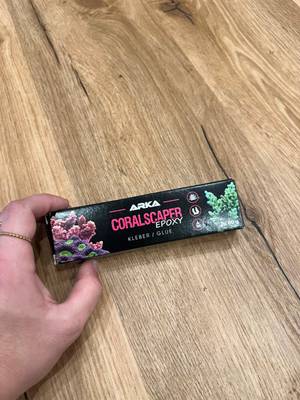 ARKA
CORALSCAPER
EPOXY
KLEBER / GLUE